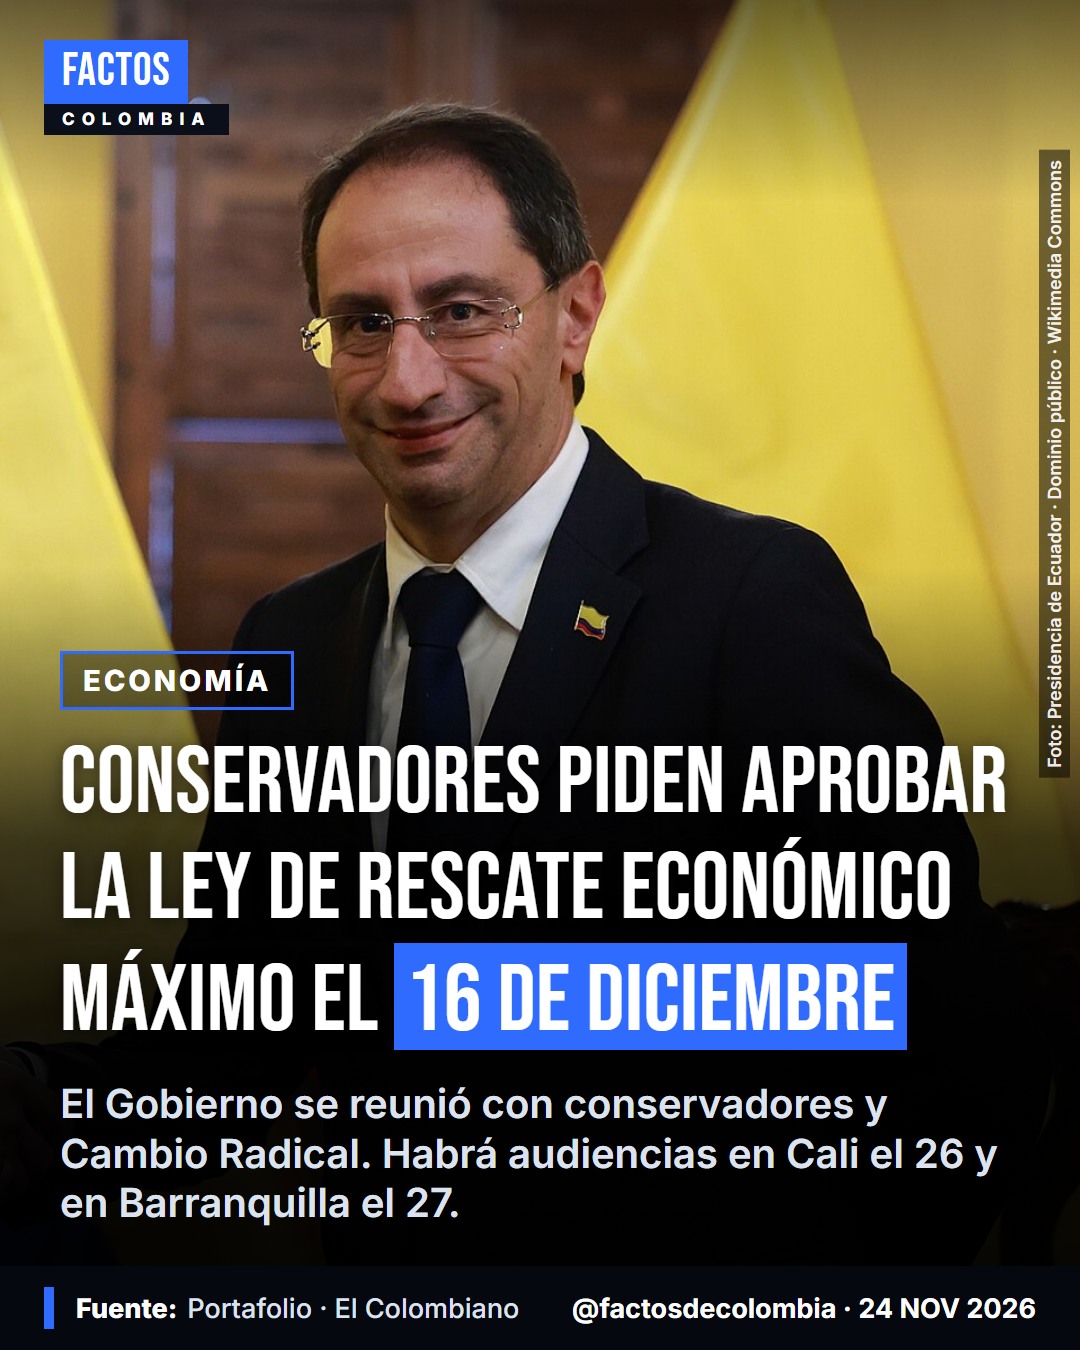 FACTOS
COLOMBIA
Foto: Presidencia de Ecuador · Dominio público · Wikimedia Commons
ECONOMÍA
CONSERVADORES PIDEN APROBAR
LA LEY DE RESCATE ECONÓMICO
MÁXIMO EL 16 DE DICIEMBRE
El Gobierno se reunió con conservadores y
Cambio Radical. Habrá audiencias en Cali el 26 y
en Barranquilla el 27.
Fuente: Portafolio · El Colombiano
@factosdecolombia · 24 NOV 2026